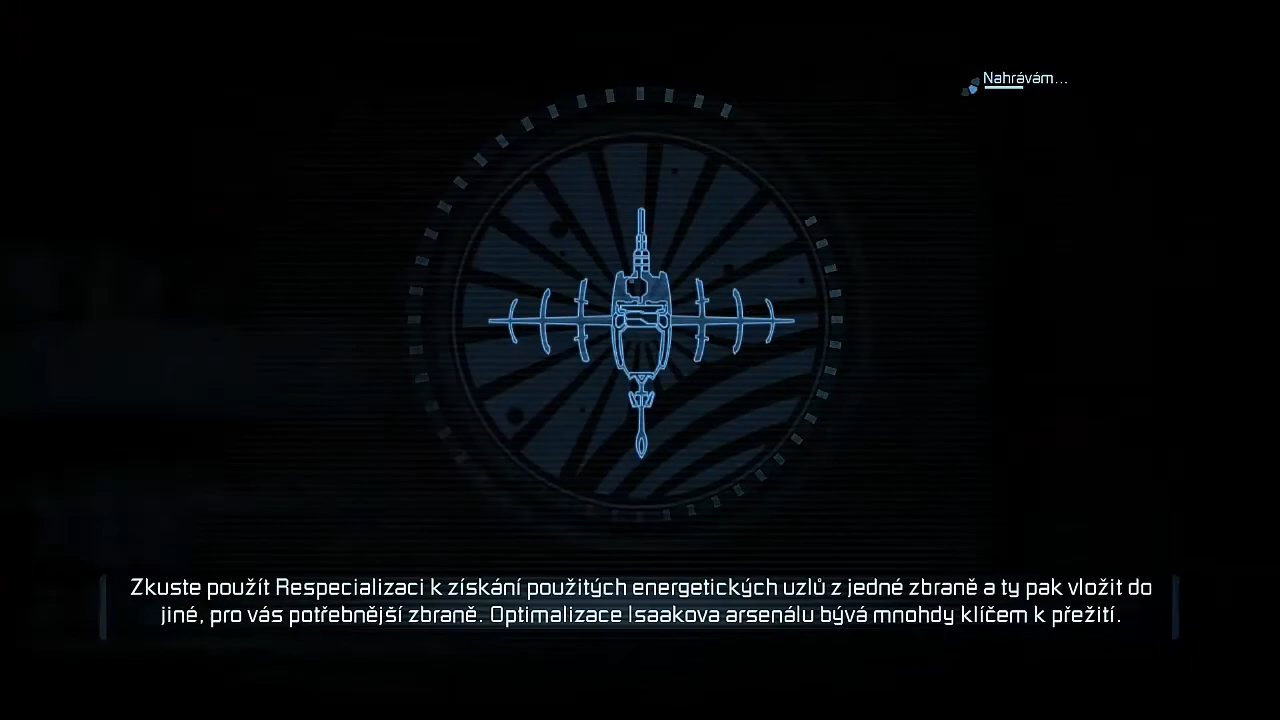 Nahrávám...
Zkuste použít Respecializaci k získání použitých energetických uzlů z jedné zbraně a ty pak vložit do
jiné, pro vás potřebnější zbraně. Optimalizace Isaakova arsenálu bývá mnohdy klíčem k přežití.